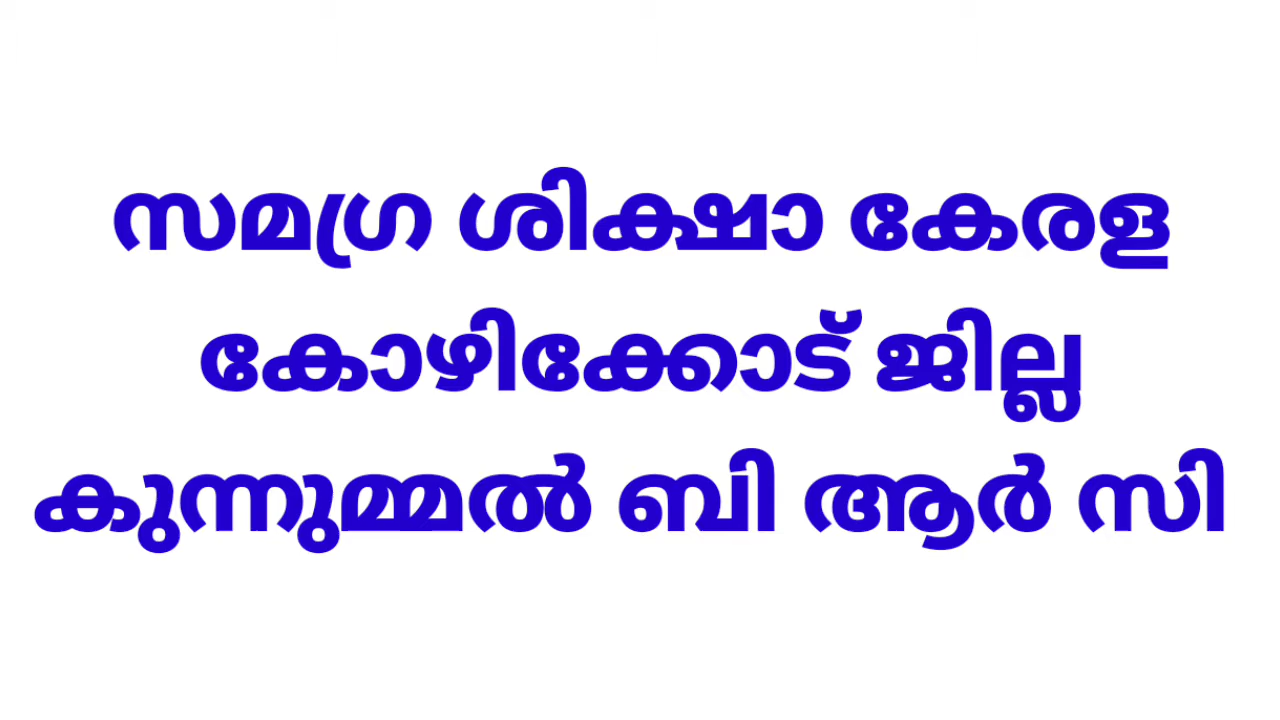 സമഗ്ര ശിക്ഷാ കേരള
കോഴിക്കോട് ജില്ല
കുന്നുമ്മൽ ബി ആർ സി